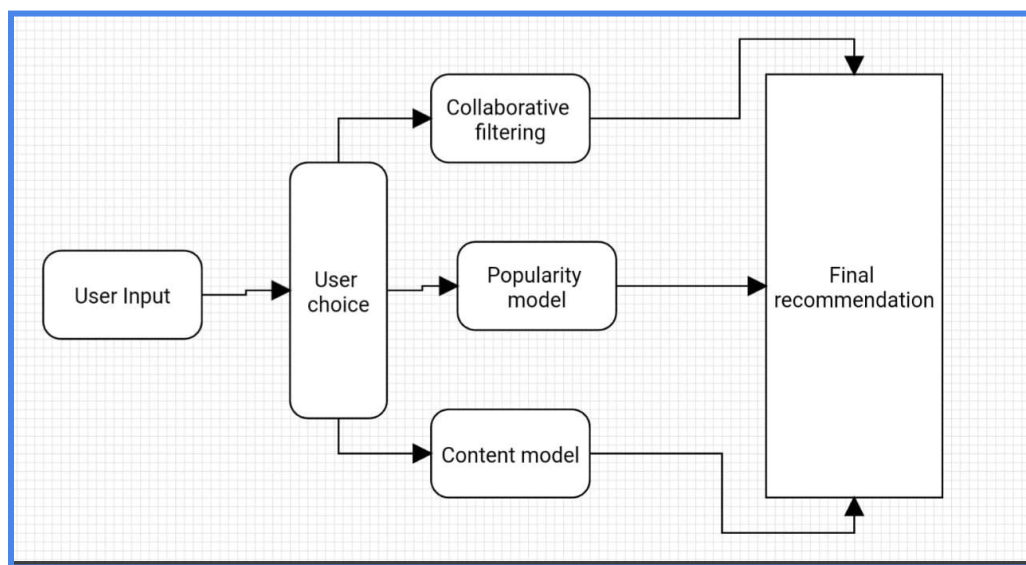 Collaborative
filtering
User Input
User
choice
Popularity
model
Final
recommendation
Content model